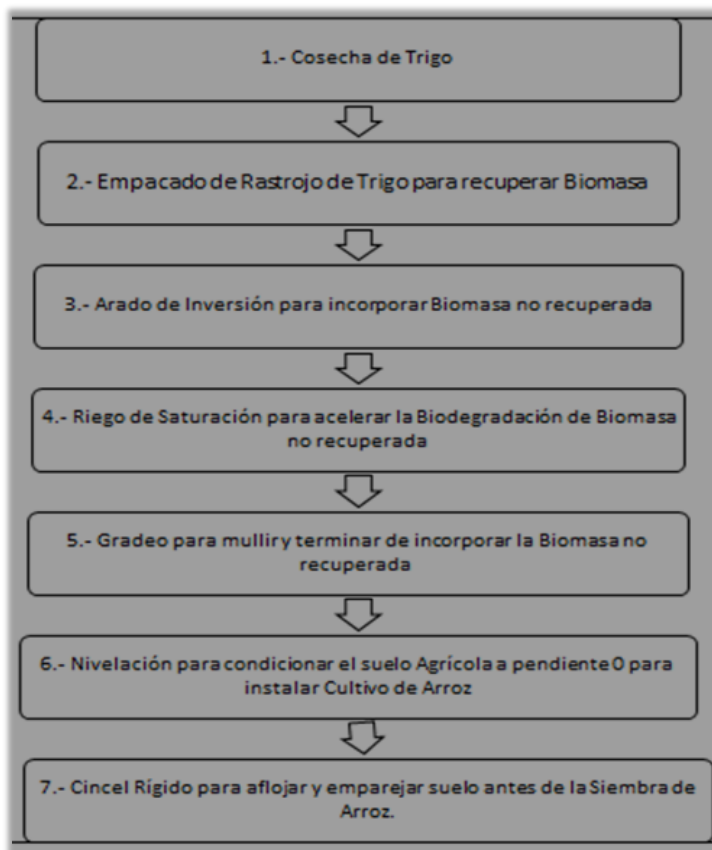 1.- Cosecha de Trigo
2.- Empacado de Rastrojo de Trigo para recuperar Biomasa
3.- Arado de Inversión para incorporar Biomasa no recuperada
4.- Riego de Saturación para acelerar la Biodegradación de Biomasa
no recuperada
5.- Gradeo para mullir y terminar de incorporar la Biomasa no
recuperada
6.- Nivelación para condicionar el suelo Agrícola a pendiente 0 para
instalar Cultivo de Arroz
7.- Cincel Rígido para aflojar y emparejar suelo antes de la Siembra de
Arroz.